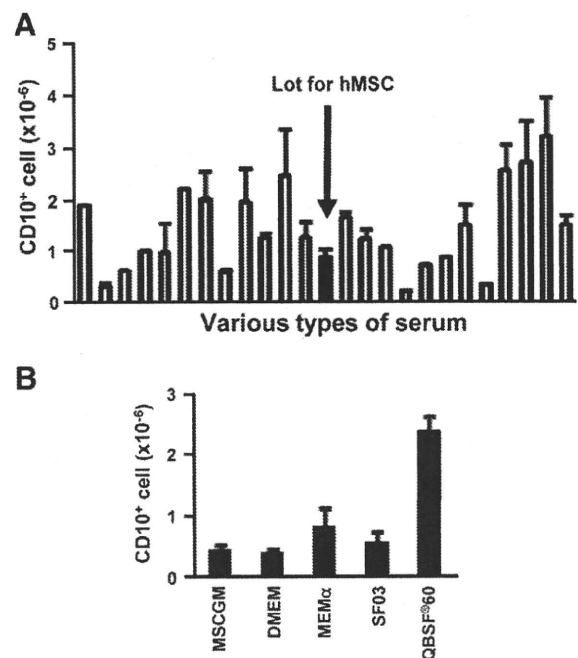 A
CD10+ cell (x10-6)
5
4
3
2
1
0
Lot for hMSC
Various types of serum
B
CD10+ cell (x10-6)
3
2
1
0
MSCGM
DMEM
MEMα
SF03
QBSF®60